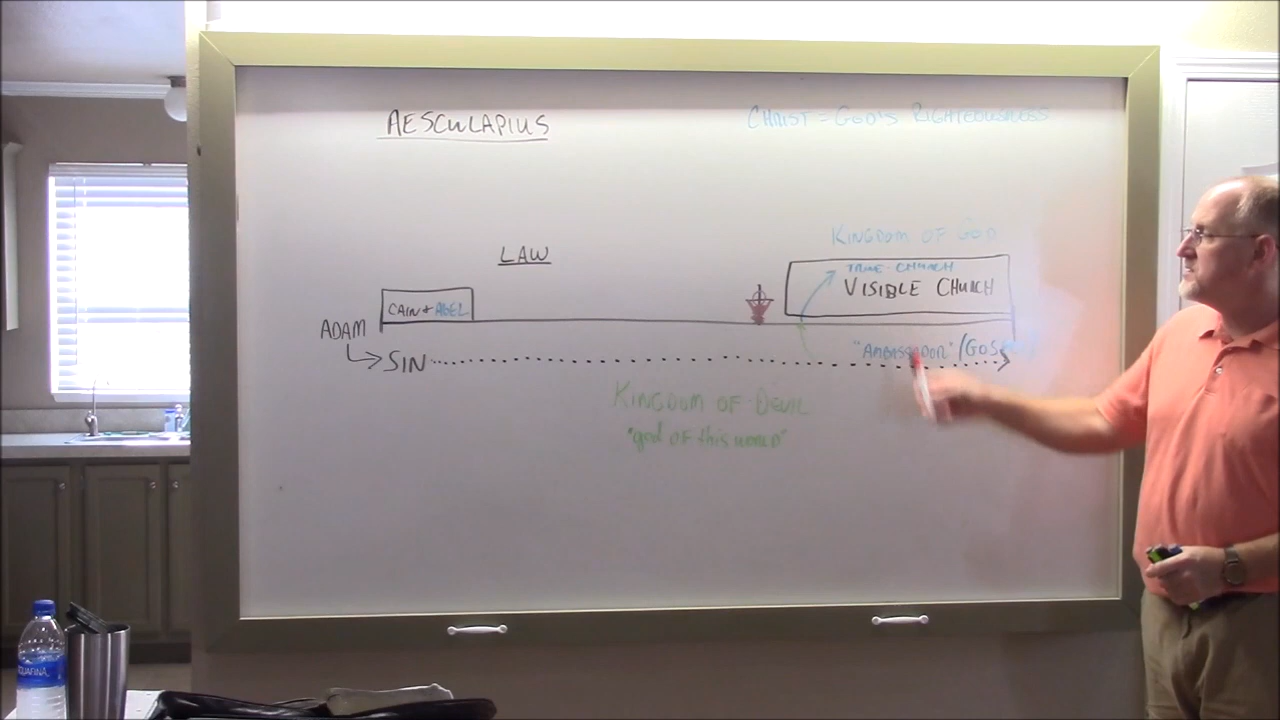 AESCULAPIUS
CHRIST = GOD'S RIGHTEOUSNESS
KINGDOM OF GOD
LAW
TRUE CHURCH
VISIBLE CHURCH
CAIN + ABEL
ADAM
"AMBASSADOR" /
SIN
KINGDOM OF DEVIL
"god OF this WORLD"
AQUAFINA